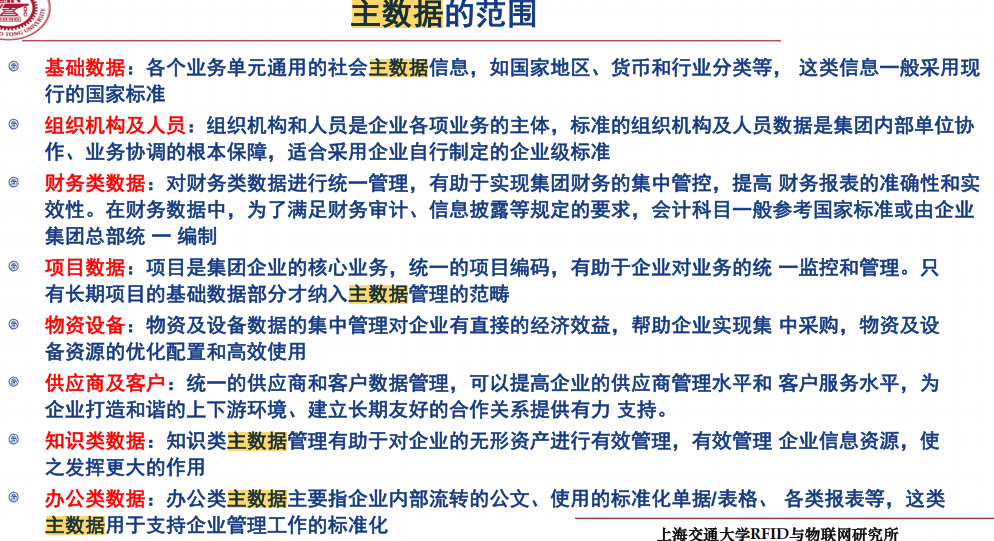 主数据的范围
基础数据：各个业务单元通用的社会主数据信息，如国家地区、货币和行业分类等， 这类信息一般采用现
行的国家标准
组织机构及人员：组织机构和人员是企业各项业务的主体，标准的组织机构及人员数据是集团内部单位协
作、业务协调的根本保障，适合采用企业自行制定的企业级标准
财务类数据：对财务类数据进行统一管理，有助于实现集团财务的集中管控，提高 财务报表的准确性和实
效性。在财务数据中，为了满足财务审计、信息披露等规定的要求，会计科目一般参考国家标准或由企业
集团总部统 一 编制
项目数据：项目是集团企业的核心业务，统一的项目编码，有助于企业对业务的统 一监控和管理。只
有长期项目的基础数据部分才纳入主数据管理的范畴
物资设备：物资及设备数据的集中管理对企业有直接的经济效益，帮助企业实现集 中采购，物资及设
备资源的优化配置和高效使用
供应商及客户：统一的供应商和客户数据管理，可以提高企业的供应商管理水平和 客户服务水平，为
企业打造和谐的上下游环境、建立长期友好的合作关系提供有力 支持。
知识类数据：知识类主数据管理有助于对企业的无形资产进行有效管理，有效管理 企业信息资源，使
之发挥更大的作用
办公类数据：办公类主数据主要指企业内部流转的公文、使用的标准化单据/表格、 各类报表等，这类
主数据用于支持企业管理工作的标准化
上海交通大学RFID与物联网研究所